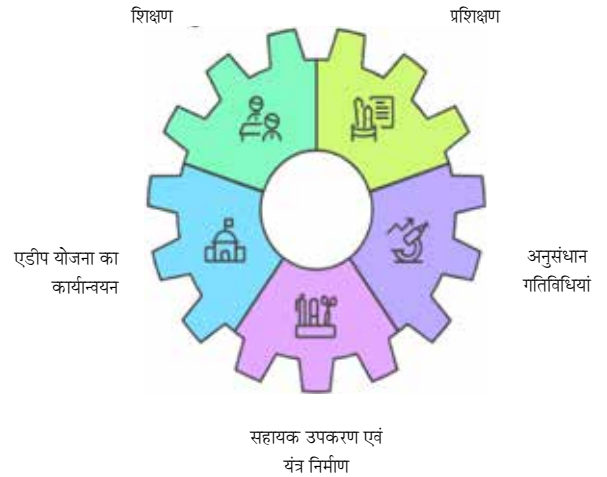 शिक्षण
प्रशिक्षण
एडीप योजना का
कार्यान्वयन
अनुसंधान
गतिविधियां
सहायक उपकरण एवं
यंत्र निर्माण